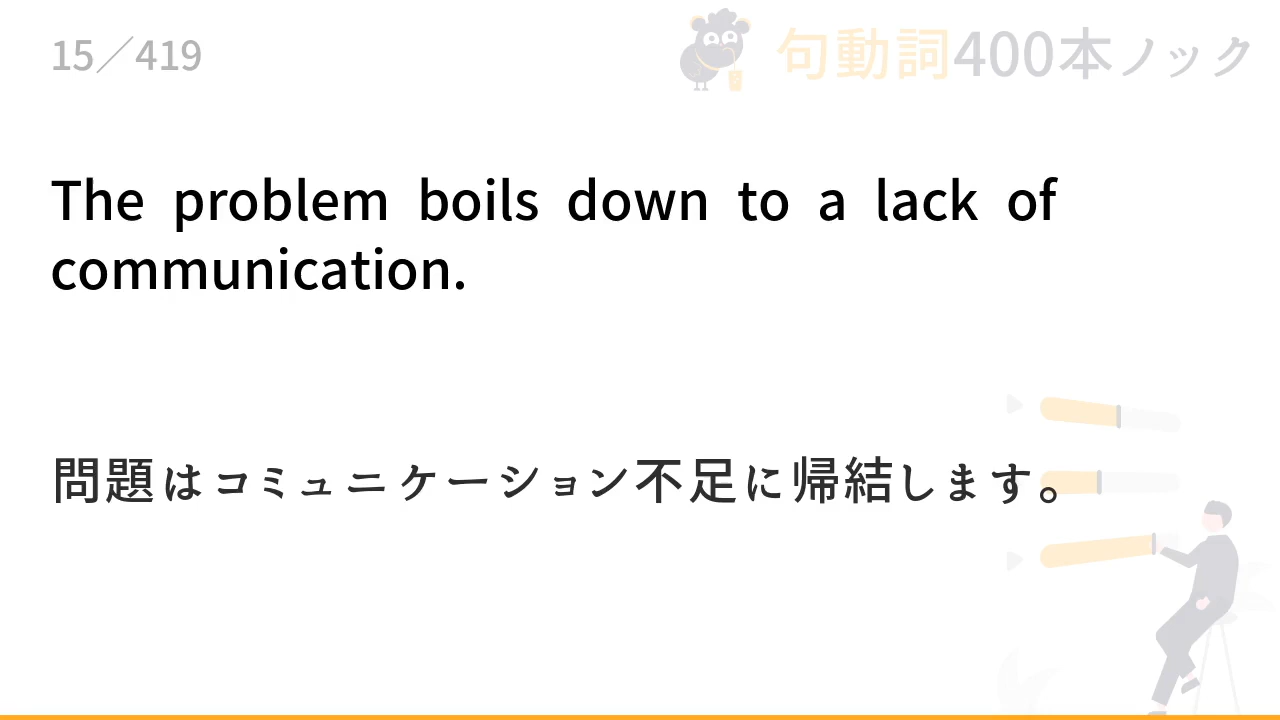 15／419
句動詞400本ノック
The problem boils down to a lack of
communication.
問題はコミュニケーション不足に帰結します。